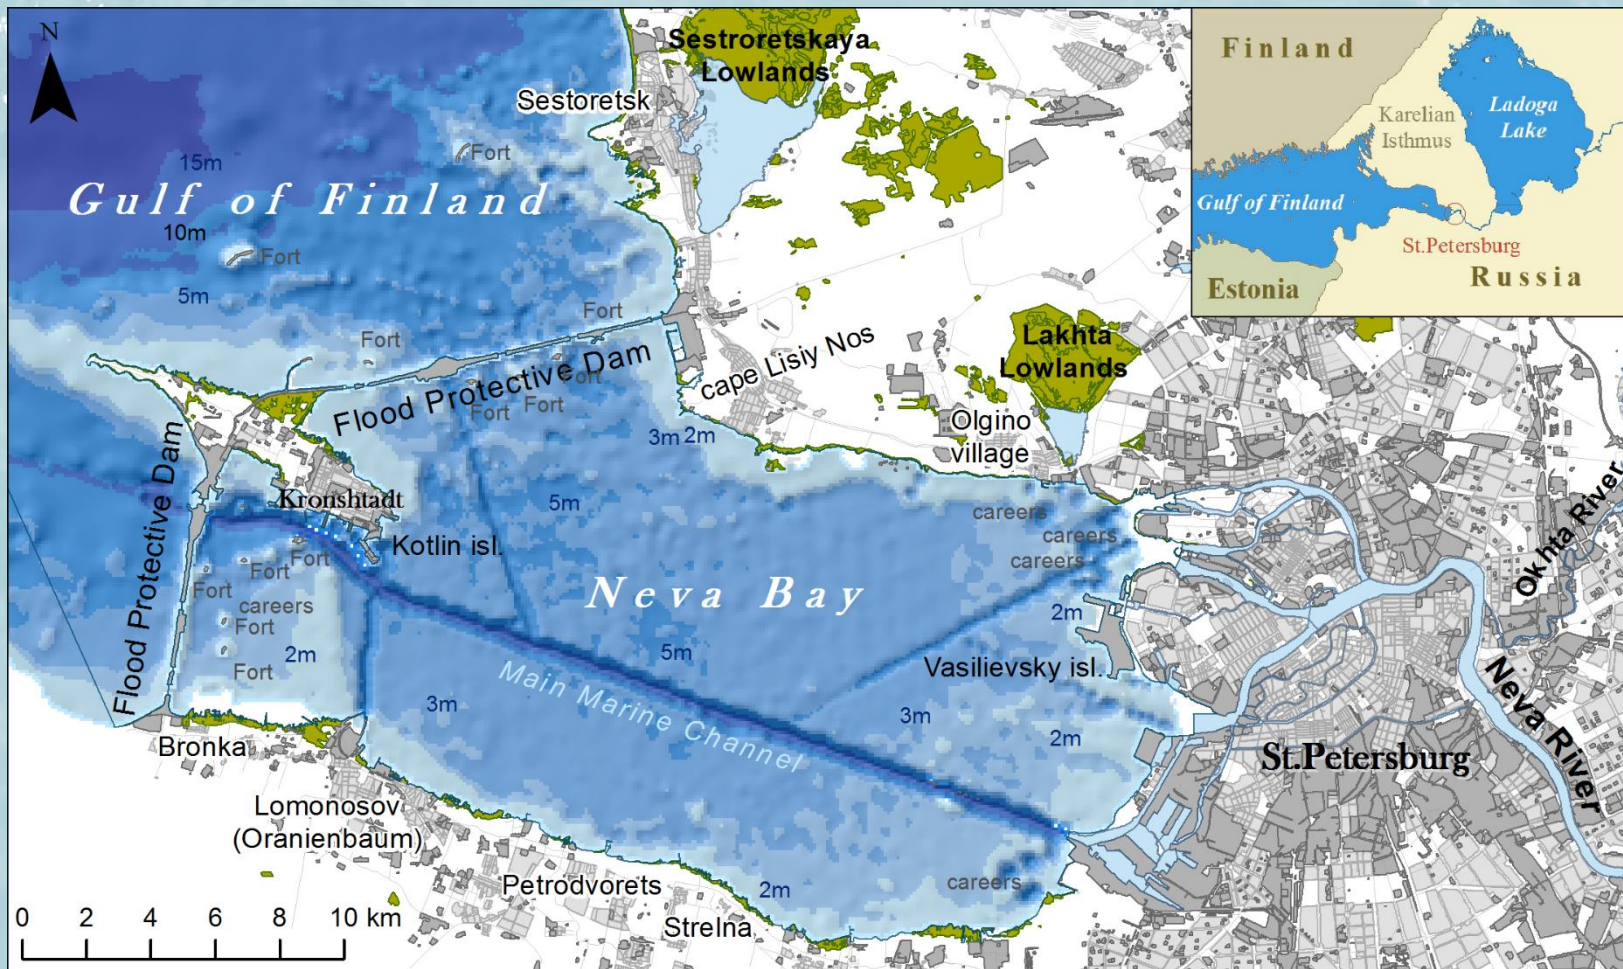 N
Sestroretskaya
Lowlands
Sestoretsk
Fort
15m
Gulf of Finland
10m
Fort
5m
Fort
Fort
Flood Protective Dam
Fort
Fort
Fort
cape Lisiy Nos
Lakhta
Lowlands
Olgino
village
3m
2m
Flood Protective Dam
Kronshtadt
Kotlin isl.
5m
careers
careers
careers
Neva Bay
Fort
Fort
Fort
careers
Fort
2m
Fort
2m
5m
Vasilievsky isl.
Main Marine Channel
3m
3m
2m
Okhta River
Neva River
St.Petersburg
Bronka
Lomonosov
(Oranienbaum)
Petrodvorets
2m
careers
Strelna
0 2 4 6 8 10 km
Finland
Karelian
Isthmus
Ladoga
Lake
Gulf of Finland
St.Petersburg
Estonia
Russia